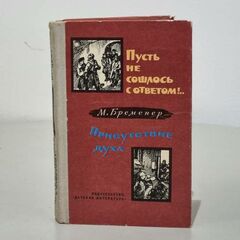 Пусть
не
сошлось
с ответом!..
М. Бременер
Присутствие
духа
ИЗДАТЕЛЬСТВО
„ДЕТСКАЯ ЛИТЕРАТУРА“